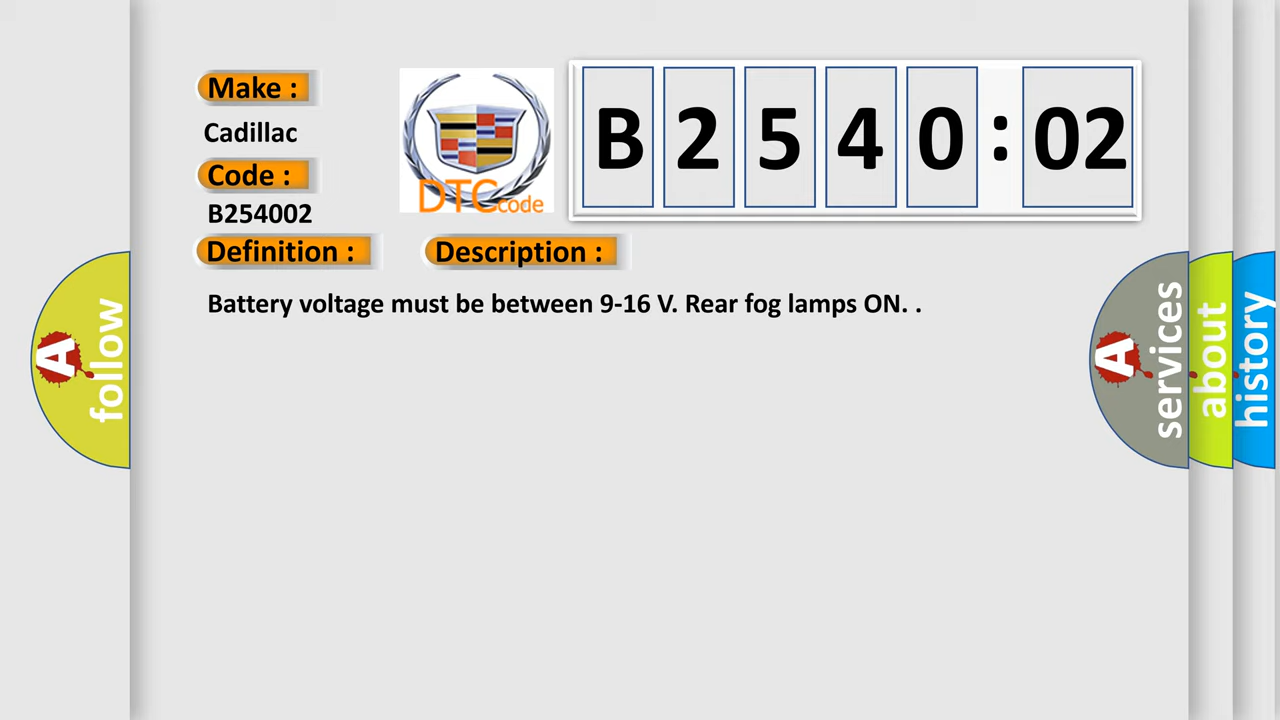 Make :
Cadillac
Code :
B254002
Definition :
Description :
Battery voltage must be between 9-16 V. Rear fog lamps ON. .
B 2 5 4 0 : 02
DTC code
A follow
A services
about
history